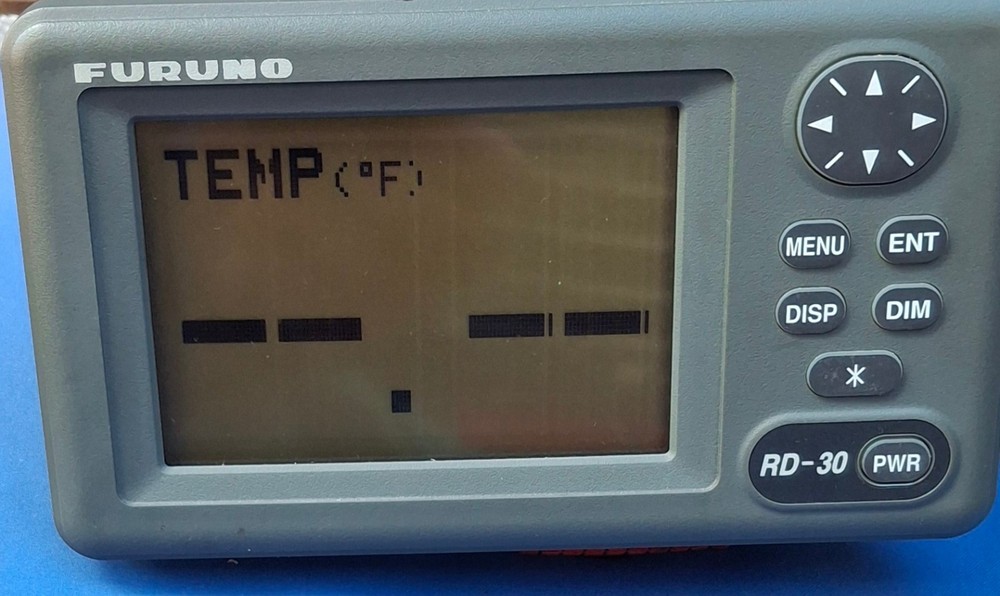 FURUNO
TEMP(°F)
-- . --
MENU ENT
DISP DIM
*
RD-30 PWR